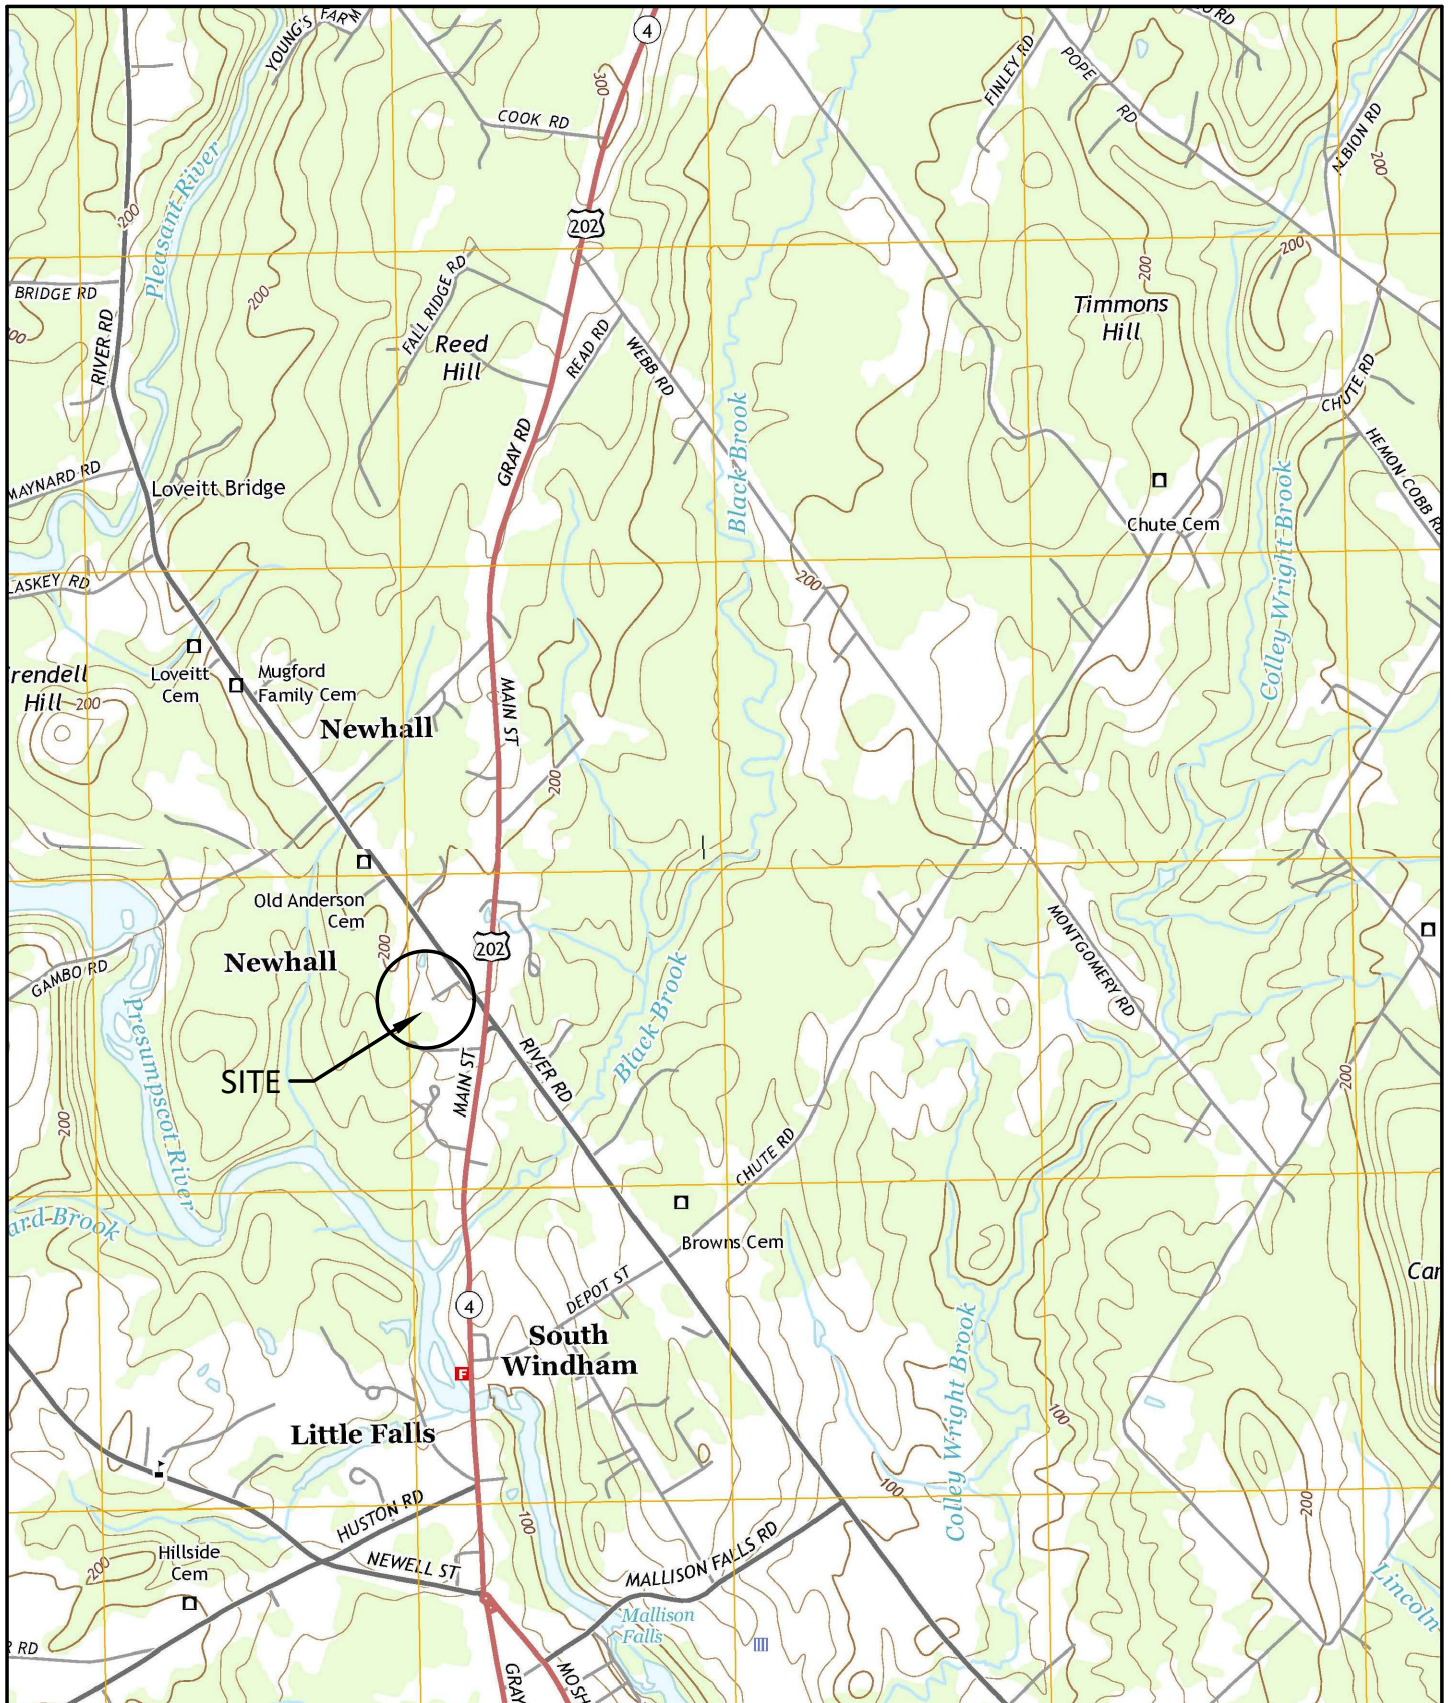 YOUNG'S FARM
4
300
COOK RD
FINLEY RD
POPE
RD
ALBION RD
200
Pleasant River
200
202
200
200
BRIDGE RD
200
Timmons
Hill
RIVER RD
FALL RIDGE RD
Reed
Hill
READ RD
WEBB RD
CHUTE RD
HEMON COBB RD
GRAY RD
Black Brook
MAYNARD RD
Loveitt Bridge
Chute Cem
Colley Wright Brook
200
LASKEY RD
Loveitt
Cem
Mugford
Family Cem
Hill
200
Newhall
MAIN ST
200
Old Anderson
Cem
Newhall
200
202
GAMBO RD
MONTGOMERY RD
Presumpscot River
Black Brook
SITE
MAIN ST
RIVER RD
200
200
CHUTE RD
Browns Cem
DEPOT ST
4
South
Windham
F
Little Falls
Colley Wright Brook
100
100
200
HUSTON RD
100
NEWELL ST
200
Hillside
Cem
MALLISON FALLS RD
Mallison
Falls
Lincoln
RD
GRAY
MOSH